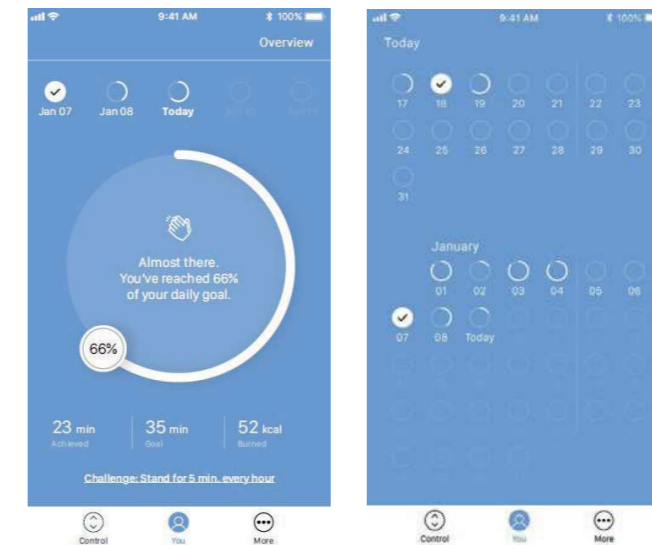 9:41 AM
100%
Overview
Jan 07
Jan 08
Today
Almost there.
You've reached 66%
of your daily goal.
66%
23 min
Achieved
35 min
Goal
52 kcal
Burned
Challenge: Stand for 5 min. every hour
Control
You
More
9:41 AM
100%
Today
17 18 19 20 21 22 23
24 25 26 27 28 29 30
31
January
01 02 03 04 05 06
07 08 Today
Control
You
More